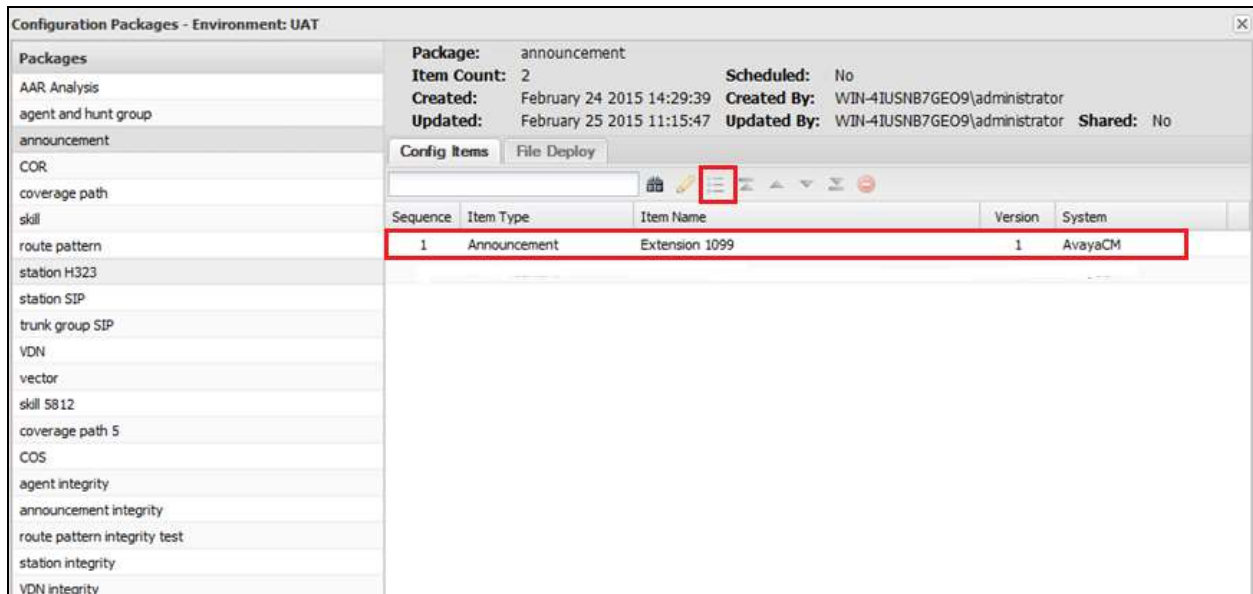 Configuration Packages - Environment: UAT
Packages
AAR Analysis
agent and hunt group
announcement
COR
coverage path
skill
route pattern
station H323
station SIP
trunk group SIP
VDN
vector
skill 5812
coverage path 5
COS
agent integrity
announcement integrity
route pattern integrity test
station integrity
VDN integrity
Package: announcement
Item Count: 2 Scheduled: No
Created: February 24 2015 14:29:39 Created By: WIN-4IUSNB7GEO9\administrator
Updated: February 25 2015 11:15:47 Updated By: WIN-4IUSNB7GEO9\administrator Shared: No
Config Items File Deploy
Sequence Item Type Item Name Version System
1 Announcement Extension 1099 1 AvayaCM